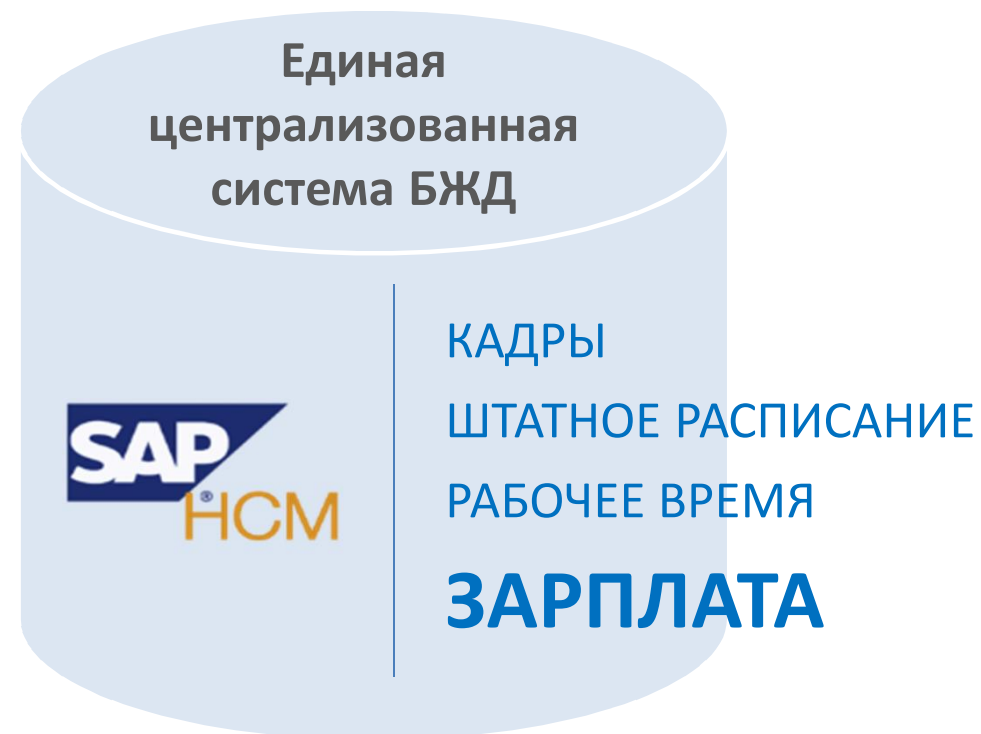 Единая
централизованная
система БЖД
КАДРЫ
ШТАТНОЕ РАСПИСАНИЕ
РАБОЧЕЕ ВРЕМЯ
ЗАРПЛАТА
SAP
® HCM